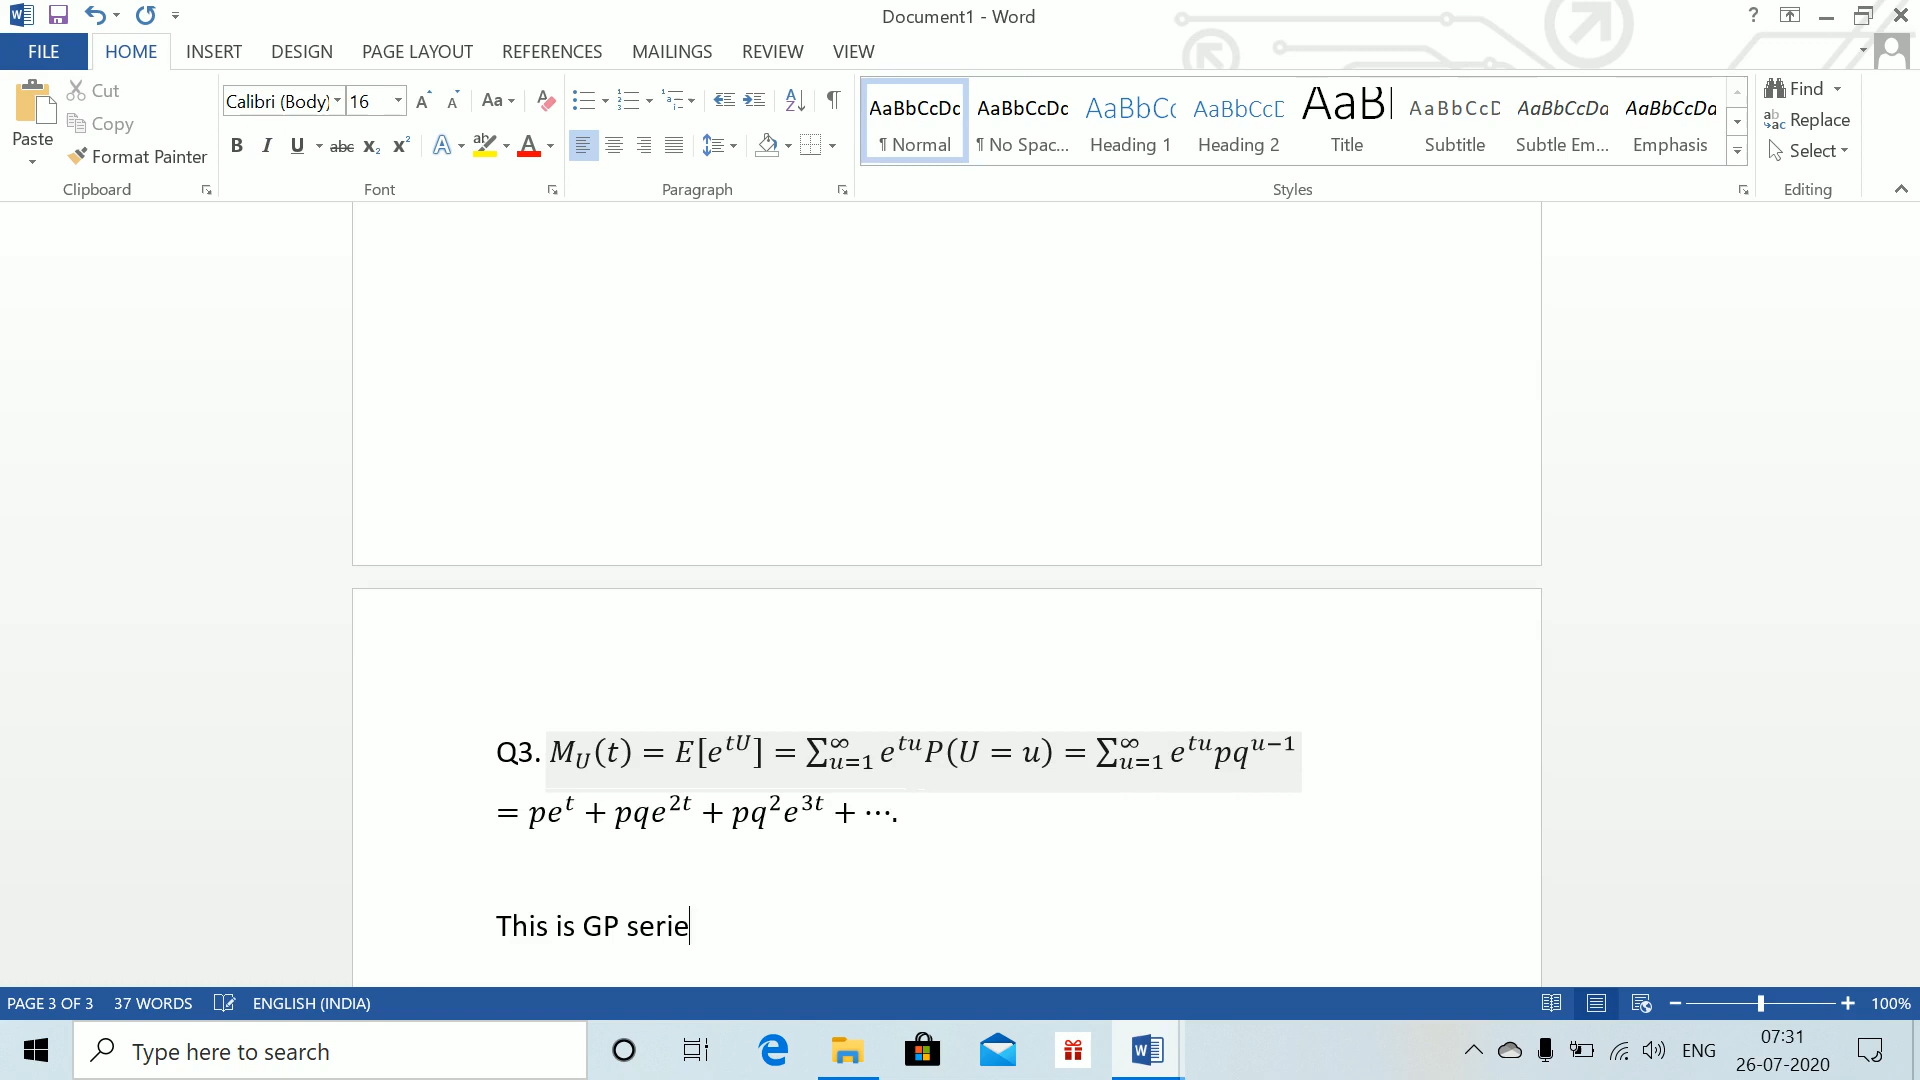 Document1 - Word
FILE HOME INSERT DESIGN PAGE LAYOUT REFERENCES MAILINGS REVIEW VIEW
Paste
Cut
Copy
Format Painter
Clipboard
Calibri (Body) 16
Font
Paragraph
AaBbCcDc AaBbCcDc AaBbCc AaBbCcD AaBl AaBbCcD AaBbCcDa AaBbCcDa
¶ Normal ¶ No Spac... Heading 1 Heading 2 Title Subtitle Subtle Em... Emphasis
Styles
Find
Replace
Select
Editing
Q3. M_U(t) = E[e^{tU}] = ∑_{u=1}^{∞} e^{tu}P(U = u) = ∑_{u=1}^{∞} e^{tu}pq^{u−1}
= pe^t + pqe^{2t} + pq^2e^{3t} + ⋯.
This is GP serie
PAGE 3 OF 3 37 WORDS ENGLISH (INDIA) 100%
Type here to search
ENG
07:31
26-07-2020